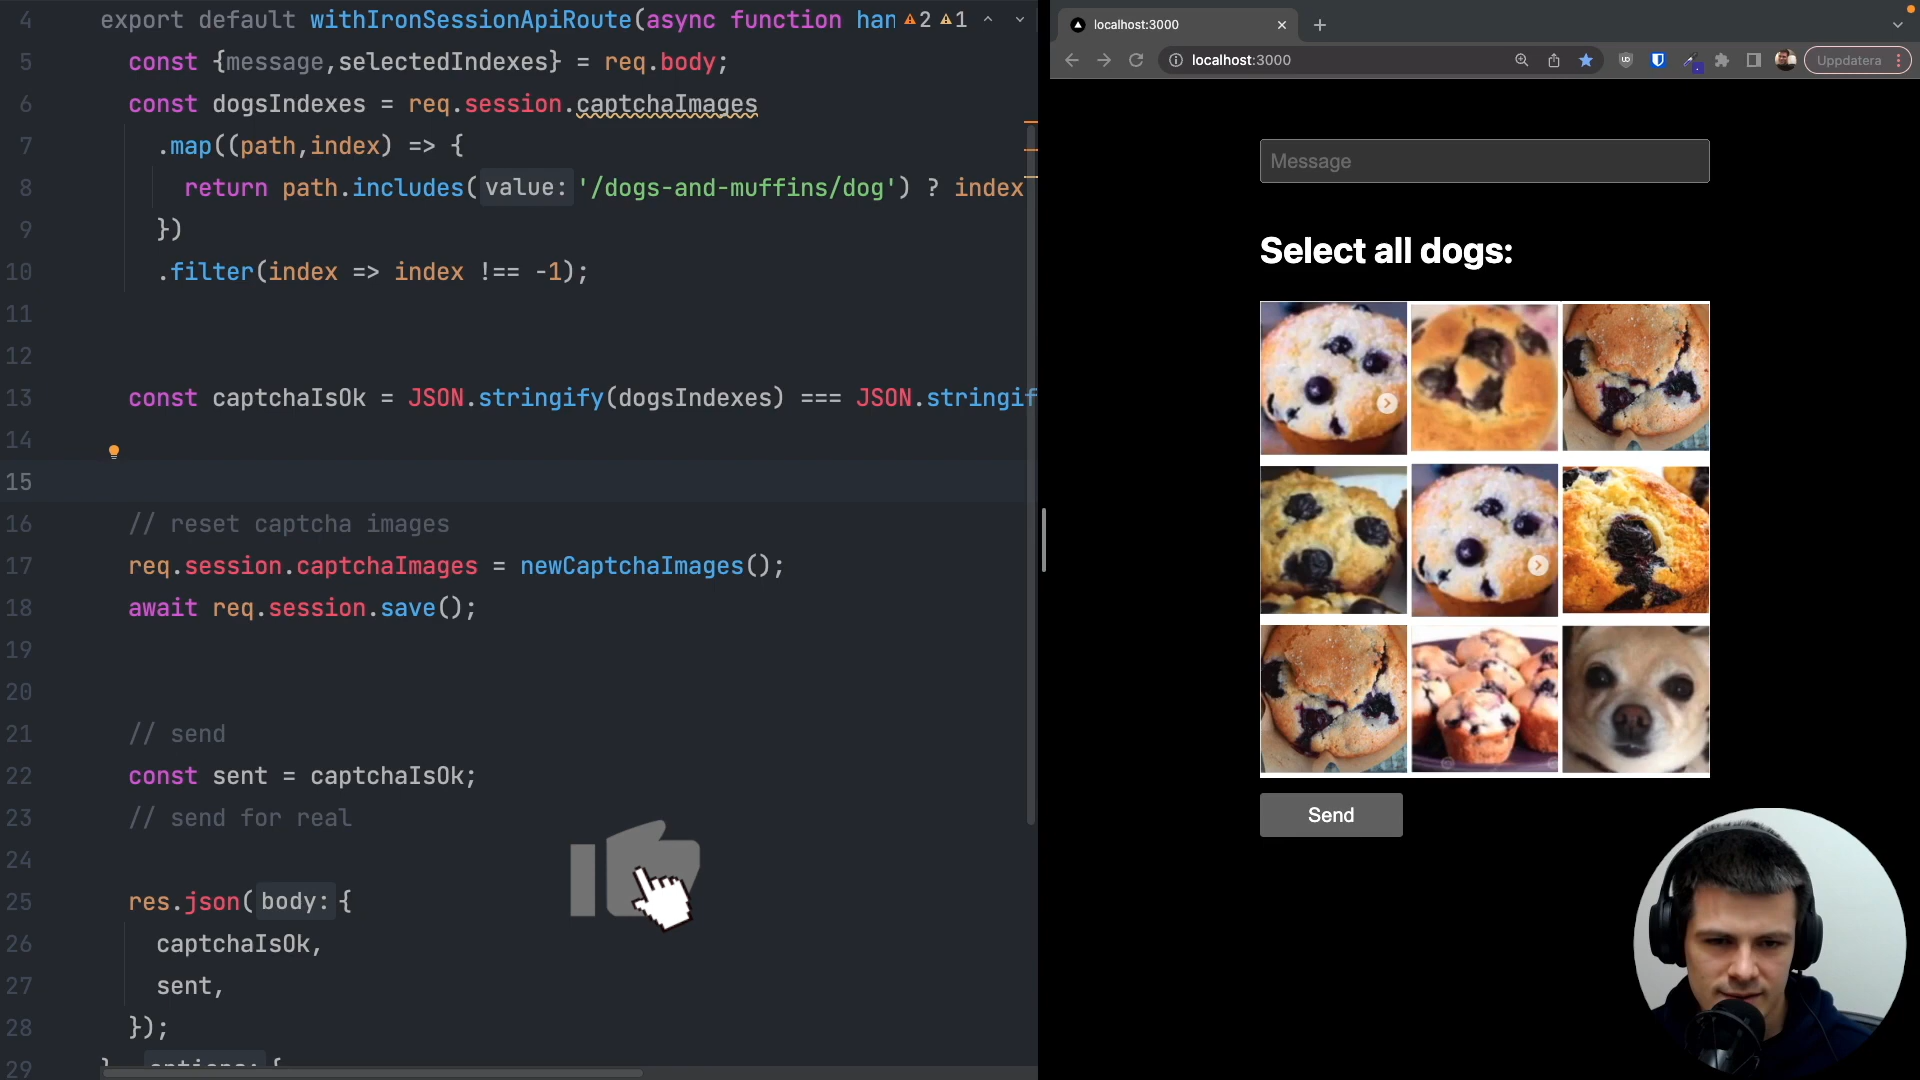 4 export default withIronSessionApiRoute(async function han 2 1
5 const {message,selectedIndexes} = req.body;
6 const dogsIndexes = req.session.captchaImages
7 .map((path,index) => {
8 return path.includes( value: '/dogs-and-muffins/dog') ? index
9 })
10 .filter(index => index !== -1);
11
12
13 const captchaIsOk = JSON.stringify(dogsIndexes) === JSON.stringif
14
15
16 // reset captcha images
17 req.session.captchaImages = newCaptchaImages();
18 await req.session.save();
19
20
21 // send
22 const sent = captchaIsOk;
23 // send for real
24
25 res.json( body: {
26 captchaIsOk,
27 sent,
28 });
29
localhost:3000
localhost:3000
Uppdatera
Message
Select all dogs:
Send